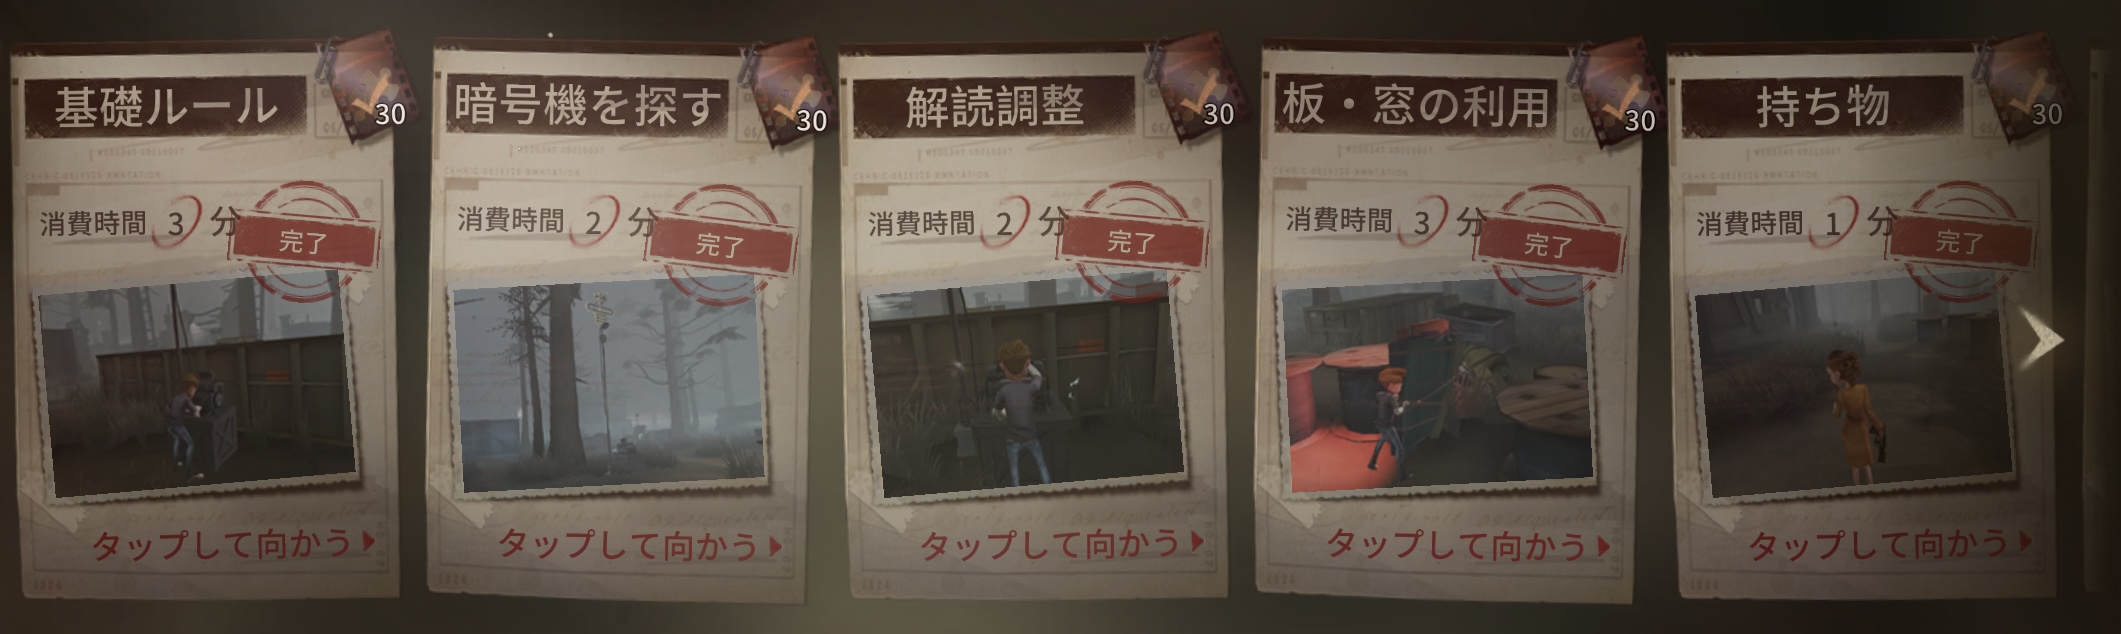 基礎ルール
30
消費時間 3 分
完了
タップして向かう
暗号機を探す
30
消費時間 2 分
完了
タップして向かう
解読調整
30
消費時間 2 分
完了
タップして向かう
板・窓の利用
30
消費時間 3 分
完了
タップして向かう
持ち物
30
消費時間 1 分
完了
タップして向かう